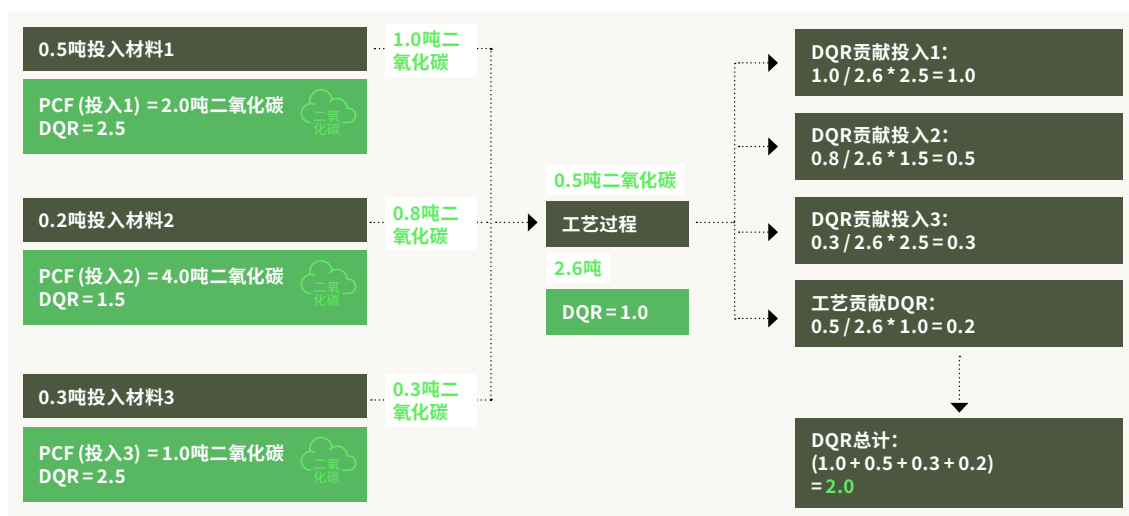 0.5吨投入材料1
PCF (投入1) = 2.0吨二氧化碳
DQR = 2.5
二氧
化碳
1.0吨二
氧化碳
0.2吨投入材料2
PCF (投入2) = 4.0吨二氧化碳
DQR = 1.5
二氧
化碳
0.8吨二
氧化碳
0.3吨投入材料3
PCF (投入3) = 1.0吨二氧化碳
DQR = 2.5
二氧
化碳
0.3吨二
氧化碳
0.5吨二氧化碳
工艺过程
2.6吨
DQR = 1.0
DQR贡献投入1：
1.0 / 2.6 * 2.5 = 1.0
DQR贡献投入2：
0.8 / 2.6 * 1.5 = 0.5
DQR贡献投入3：
0.3 / 2.6 * 2.5 = 0.3
工艺贡献DQR：
0.5 / 2.6 * 1.0 = 0.2
DQR总计：
(1.0 + 0.5 + 0.3 + 0.2)
= 2.0